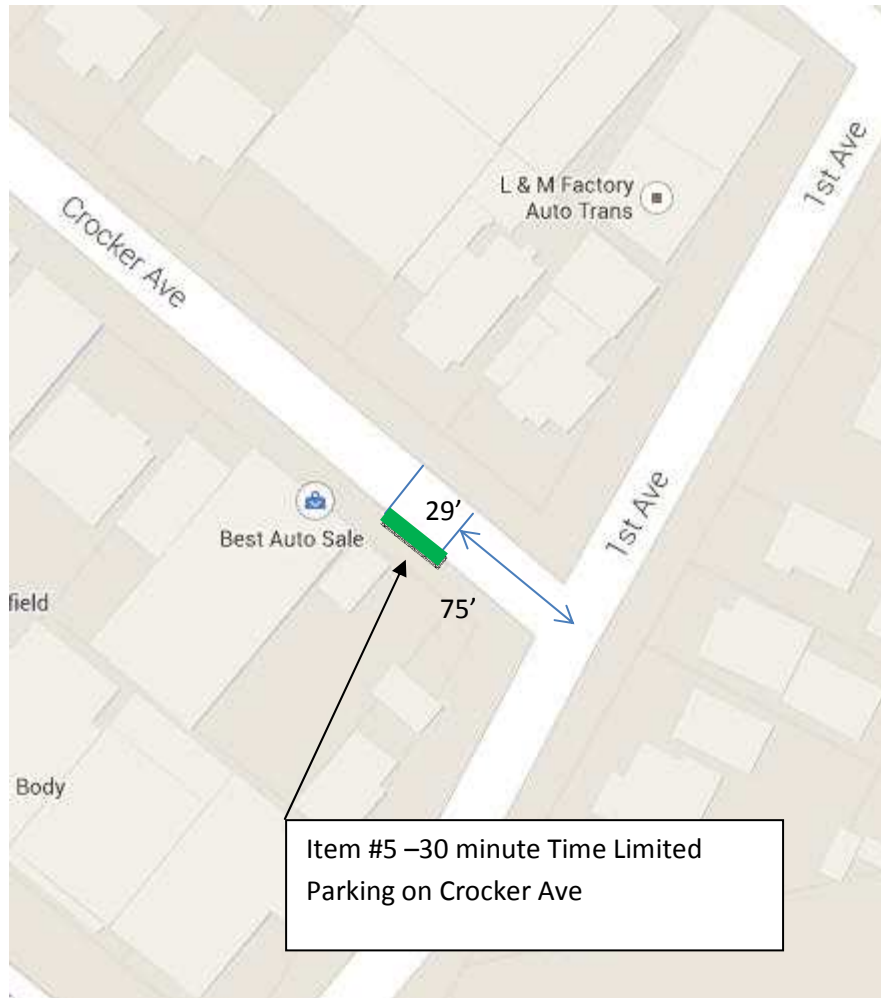 1st Ave
L & M Factory
Auto Trans
Crocker Ave
29’
1st Ave
Best Auto Sale
75’
field
Body
Item #5 –30 minute Time Limited
Parking on Crocker Ave